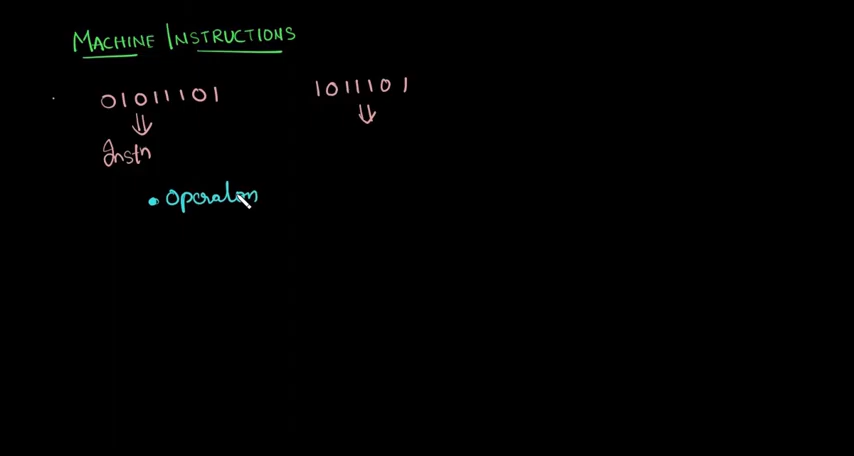 MACHINE INSTRUCTIONS
01011101 1011101
Instn
• Operation